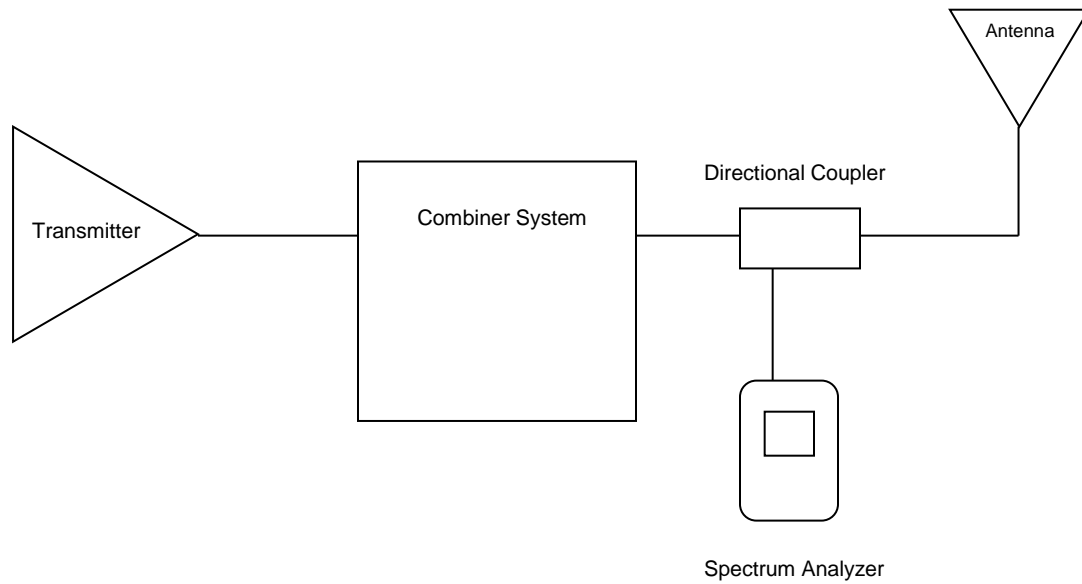 Antenna
Directional Coupler
Transmitter
Combiner System
Spectrum Analyzer